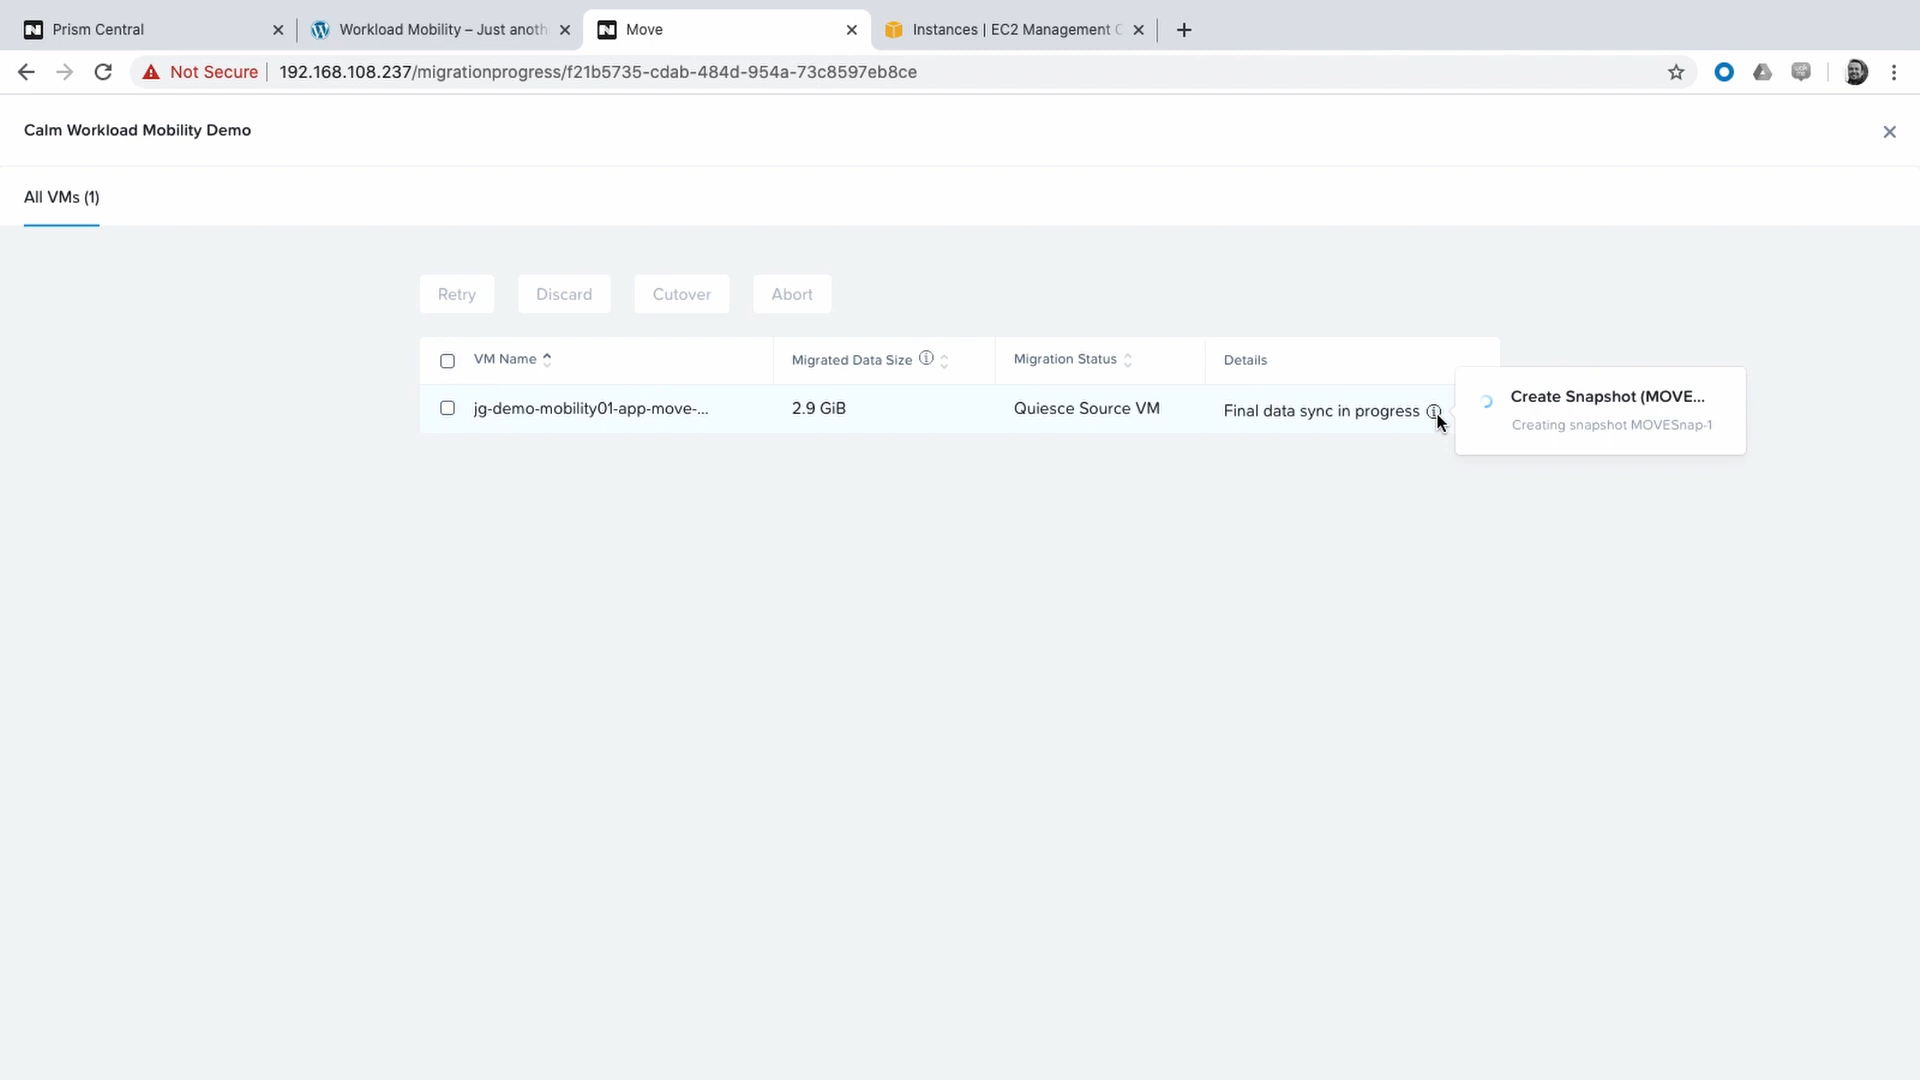 Prism Central
Workload Mobility – Just anoth
Move
Instances | EC2 Management C
Not Secure
192.168.108.237/migrationprogress/f21b5735-cdab-484d-954a-73c8597eb8ce
Calm Workload Mobility Demo
All VMs (1)
Retry
Discard
Cutover
Abort
VM Name
Migrated Data Size
Migration Status
Details
jg-demo-mobility01-app-move-...
2.9 GiB
Quiesce Source VM
Final data sync in progress
Create Snapshot (MOVE...
Creating snapshot MOVESnap-1